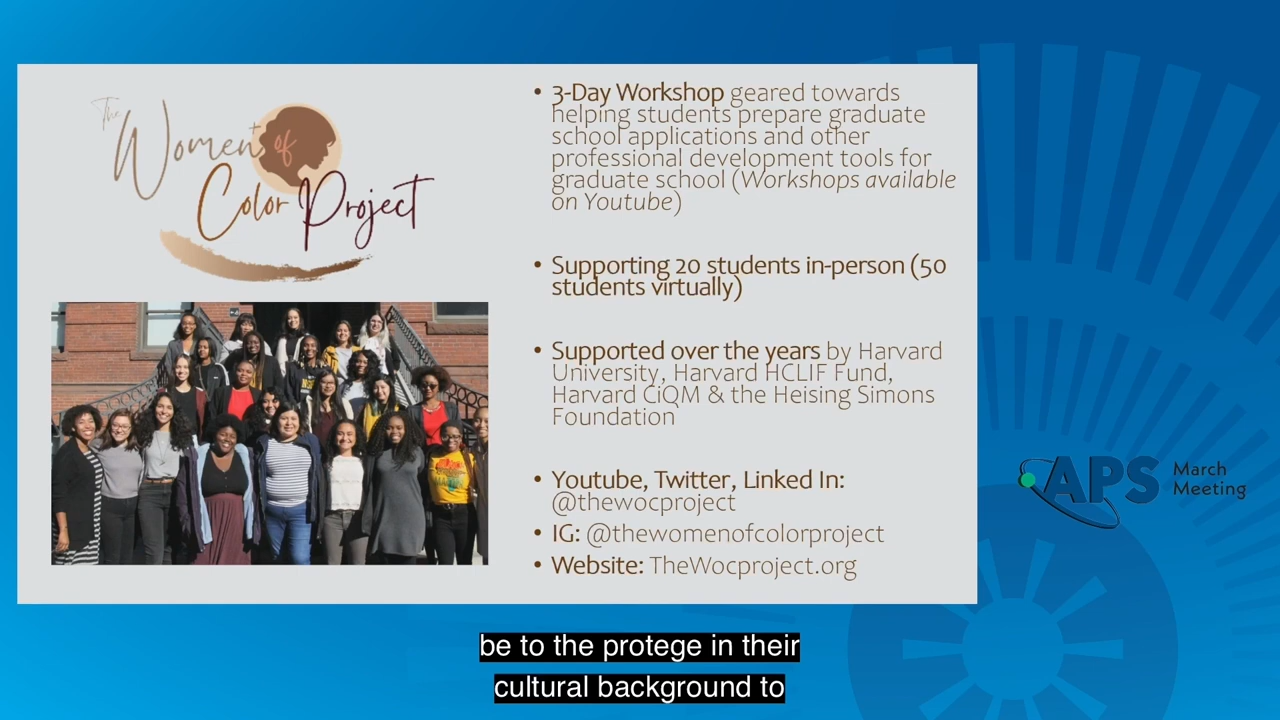 The
Women+ of
Color Project
• 3-Day Workshop geared towards
helping students prepare graduate
school applications and other
professional development tools for
graduate school (Workshops available
on Youtube)
• Supporting 20 students in-person (50
students virtually)
• Supported over the years by Harvard
University, Harvard HCLIF Fund,
Harvard CiQM & the Heising Simons
Foundation
• Youtube, Twitter, Linked In:
@thewocproject
• IG: @thewomenofcolorproject
• Website: TheWocproject.org
APS March
Meeting
be to the protege in their
cultural background to